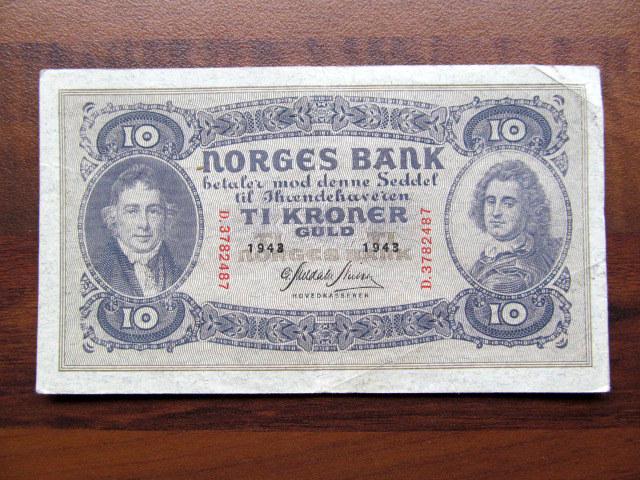 10 10
NORGES BANK
betaler mod denne Seddel
til Ihændehaveren
TI KRONER
GULD
1943 1943
NORGES BANK
D.3782487
D.3782487
HOVEDKASSERER
10 10